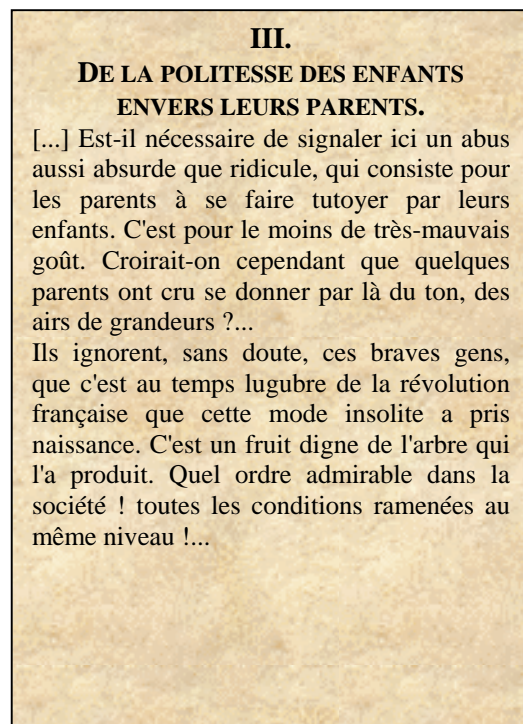 III.
DE LA POLITESSE DES ENFANTS
ENVERS LEURS PARENTS.
[...] Est-il nécessaire de signaler ici un abus
aussi absurde que ridicule, qui consiste pour
les parents à se faire tutoyer par leurs
enfants. C'est pour le moins de très-mauvais
goût. Croirait-on cependant que quelques
parents ont cru se donner par là du ton, des
airs de grandeurs ?...
Ils ignorent, sans doute, ces braves gens,
que c'est au temps lugubre de la révolution
française que cette mode insolite a pris
naissance. C'est un fruit digne de l'arbre qui
l'a produit. Quel ordre admirable dans la
société ! toutes les conditions ramenées au
même niveau !...